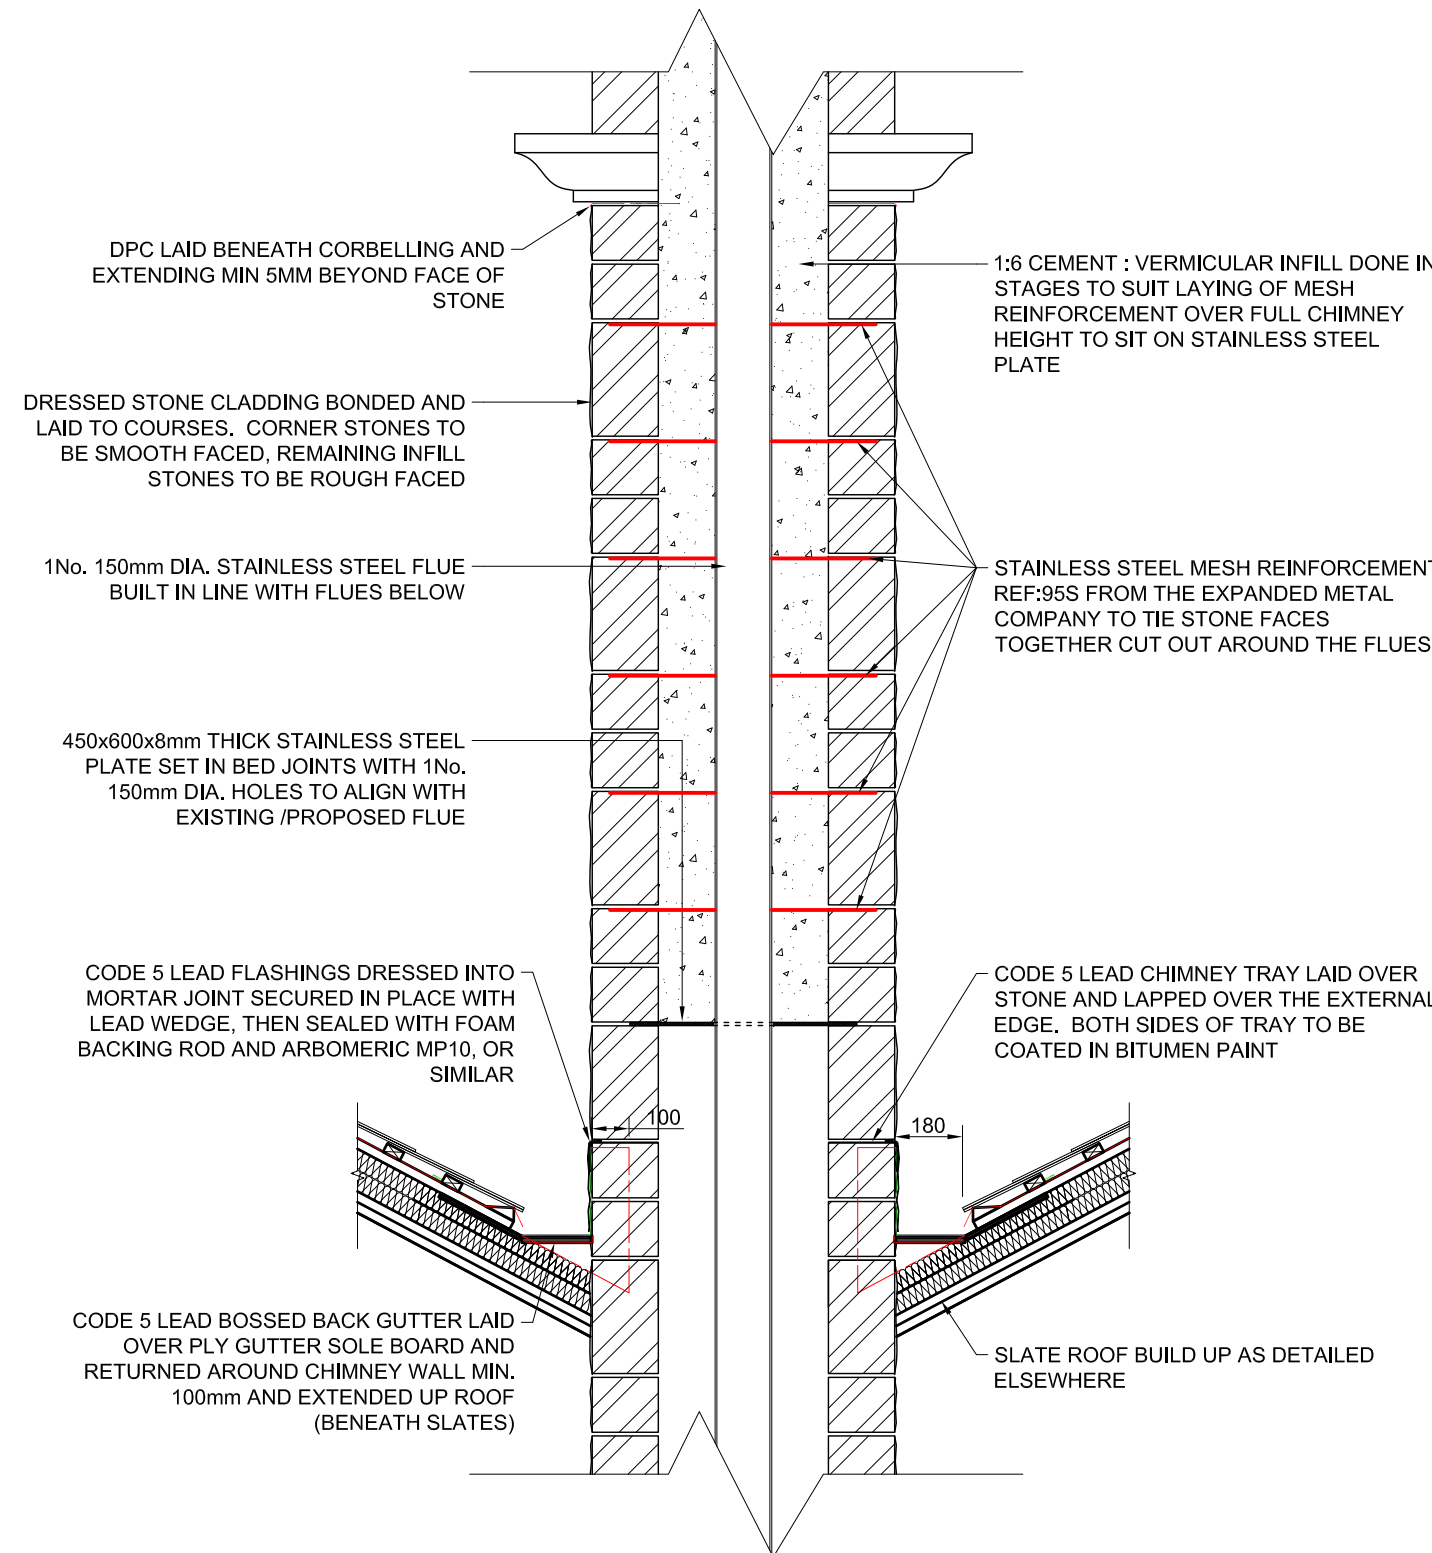 DPC LAID BENEATH CORBELLING AND
EXTENDING MIN 5MM BEYOND FACE OF
STONE
DRESSED STONE CLADDING BONDED AND
LAID TO COURSES. CORNER STONES TO
BE SMOOTH FACED, REMAINING INFILL
STONES TO BE ROUGH FACED
1No. 150mm DIA. STAINLESS STEEL FLUE
BUILT IN LINE WITH FLUES BELOW
450x600x8mm THICK STAINLESS STEEL
PLATE SET IN BED JOINTS WITH 1No.
150mm DIA. HOLES TO ALIGN WITH
EXISTING /PROPOSED FLUE
CODE 5 LEAD FLASHINGS DRESSED INTO
MORTAR JOINT SECURED IN PLACE WITH
LEAD WEDGE, THEN SEALED WITH FOAM
BACKING ROD AND ARBOMERIC MP10, OR
SIMILAR
100
CODE 5 LEAD BOSSED BACK GUTTER LAID
OVER PLY GUTTER SOLE BOARD AND
RETURNED AROUND CHIMNEY WALL MIN.
100mm AND EXTENDED UP ROOF
(BENEATH SLATES)
1:6 CEMENT : VERMICULAR INFILL DONE IN
STAGES TO SUIT LAYING OF MESH
REINFORCEMENT OVER FULL CHIMNEY
HEIGHT TO SIT ON STAINLESS STEEL
PLATE
STAINLESS STEEL MESH REINFORCEMENT
REF:95S FROM THE EXPANDED METAL
COMPANY TO TIE STONE FACES
TOGETHER CUT OUT AROUND THE FLUES
CODE 5 LEAD CHIMNEY TRAY LAID OVER
STONE AND LAPPED OVER THE EXTERNAL
EDGE. BOTH SIDES OF TRAY TO BE
COATED IN BITUMEN PAINT
180
SLATE ROOF BUILD UP AS DETAILED
ELSEWHERE